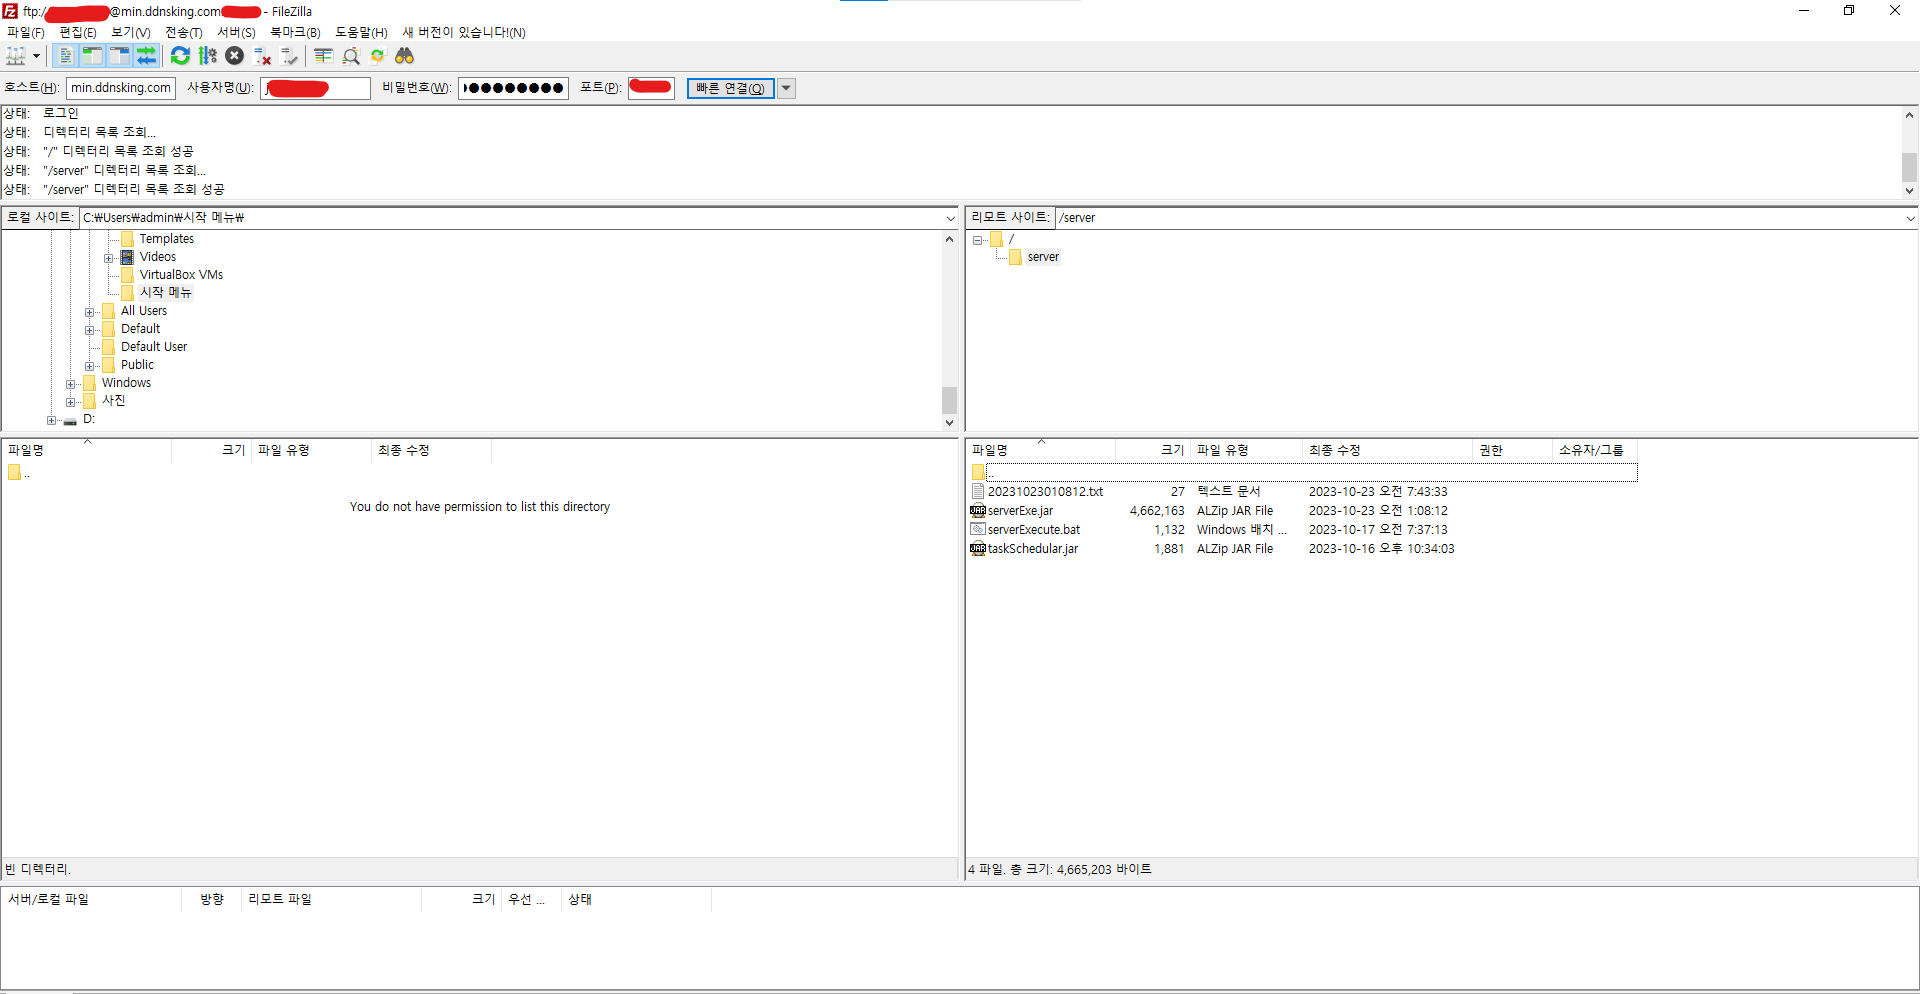 ftp:/ @min.ddnsking.com - FileZilla
파일(F) 편집(E) 보기(V) 전송(T) 서버(S) 북마크(B) 도움말(H) 새 버전이 있습니다!(N)
호스트(H): min.ddnsking.com 사용자명(U): 비밀번호(W): ●●●●●●●●● 포트(P): 빠른 연결(Q)
상태: 로그인
상태: 디렉터리 목록 조회...
상태: "/" 디렉터리 목록 조회 성공
상태: "/server" 디렉터리 목록 조회...
상태: "/server" 디렉터리 목록 조회 성공
로컬 사이트: C:₩Users₩admin₩시작 메뉴₩
Templates
Videos
VirtualBox VMs
시작 메뉴
All Users
Default
Default User
Public
Windows
사진
D:
파일명 크기 파일 유형 최종 수정
..
You do not have permission to list this directory
빈 디렉터리.
리모트 사이트: /server
/
server
파일명 크기 파일 유형 최종 수정 권한 소유자/그룹
..
20231023010812.txt 27 텍스트 문서 2023-10-23 오전 7:43:33
serverExe.jar 4,662,163 ALZip JAR File 2023-10-23 오전 1:08:12
serverExecute.bat 1,132 Windows 배치 ... 2023-10-17 오전 7:37:13
taskSchedular.jar 1,881 ALZip JAR File 2023-10-16 오후 10:34:03
4 파일. 총 크기: 4,665,203 바이트
서버/로컬 파일 방향 리모트 파일 크기 우선 ... 상태